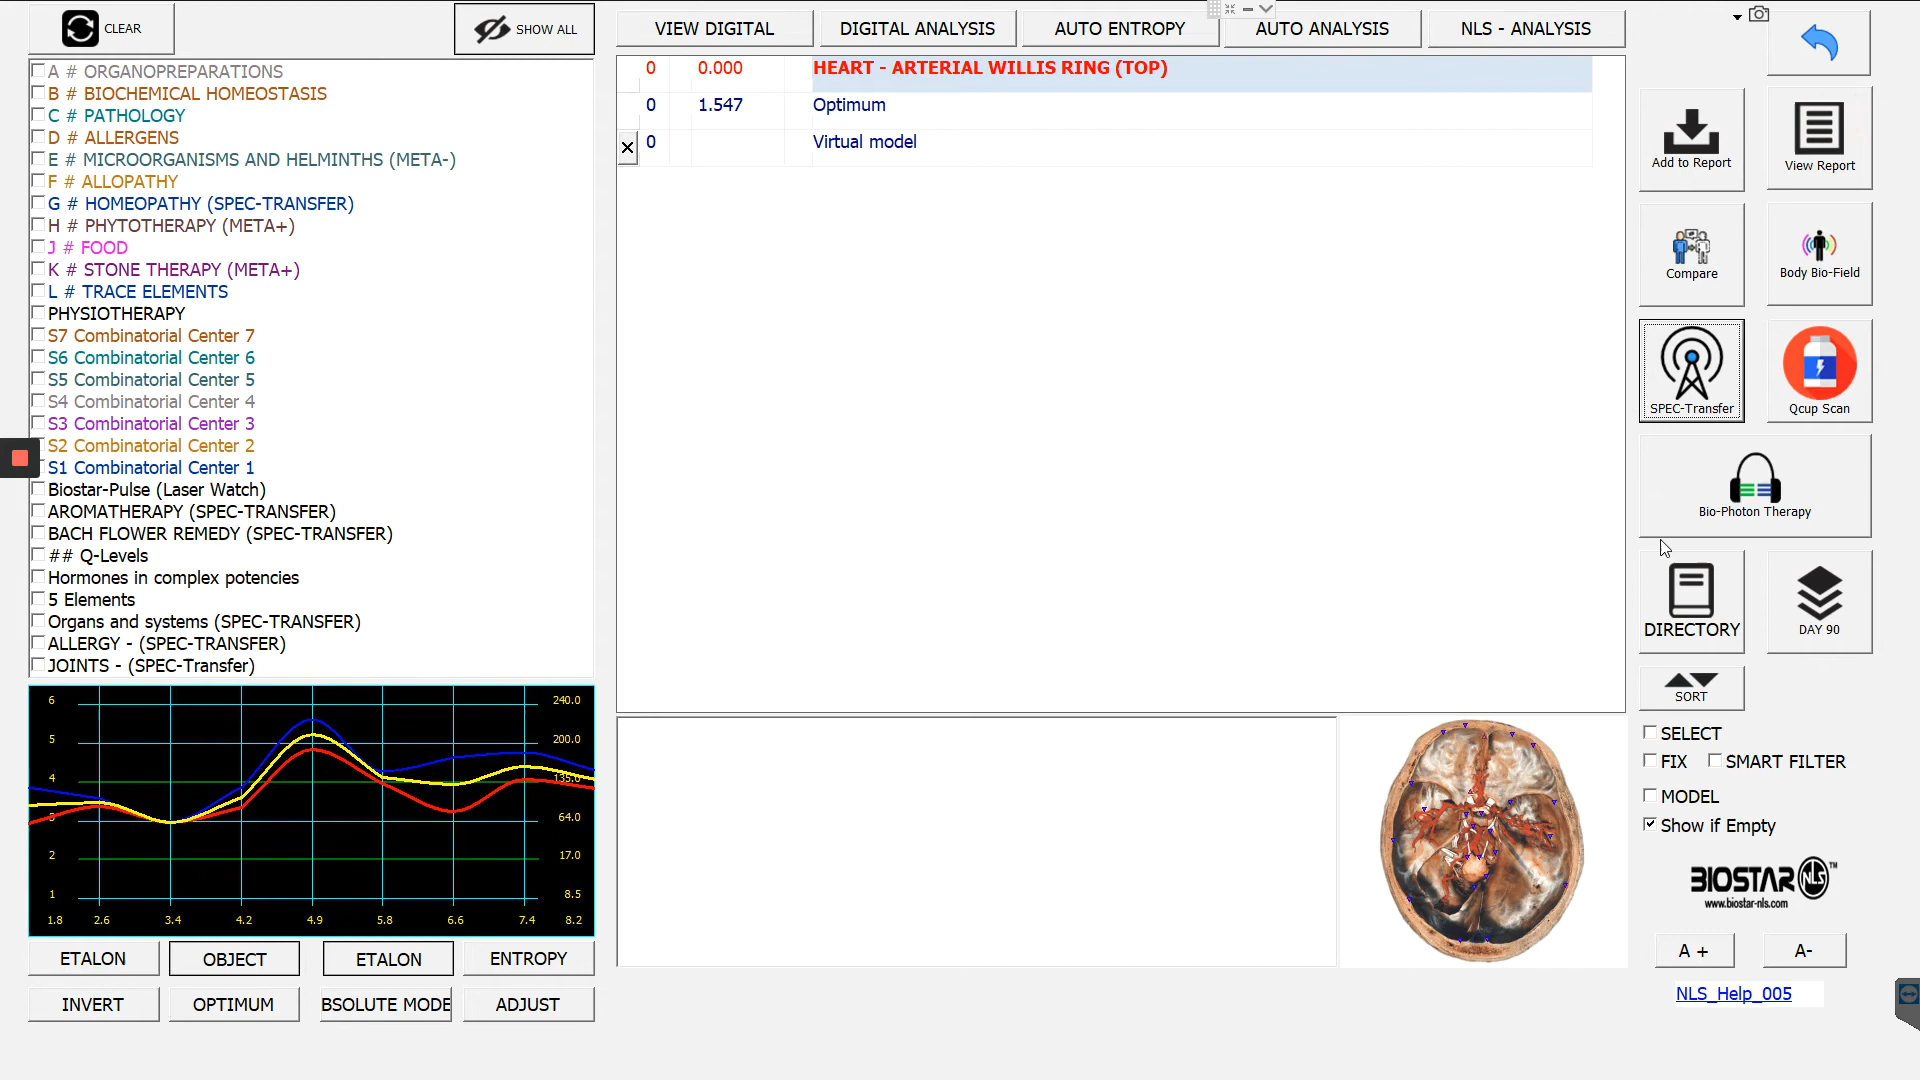 CLEAR
SHOW ALL
A # ORGANOPREPARATIONS
B # BIOCHEMICAL HOMEOSTASIS
C # PATHOLOGY
D # ALLERGENS
E # MICROORGANISMS AND HELMINTHS (META-)
F # ALLOPATHY
G # HOMEOPATHY (SPEC-TRANSFER)
H # PHYTOTHERAPY (META+)
J # FOOD
K # STONE THERAPY (META+)
L # TRACE ELEMENTS
PHYSIOTHERAPY
S7 Combinatorial Center 7
S6 Combinatorial Center 6
S5 Combinatorial Center 5
S4 Combinatorial Center 4
S3 Combinatorial Center 3
S2 Combinatorial Center 2
S1 Combinatorial Center 1
Biostar-Pulse (Laser Watch)
AROMATHERAPY (SPEC-TRANSFER)
BACH FLOWER REMEDY (SPEC-TRANSFER)
## Q-Levels
Hormones in complex potencies
5 Elements
Organs and systems (SPEC-TRANSFER)
ALLERGY - (SPEC-TRANSFER)
JOINTS - (SPEC-Transfer)
6 240.0
5 200.0
4 135.0
3 64.0
2 17.0
1 8.5
1.8 2.6 3.4 4.2 4.9 5.8 6.6 7.4 8.2
ETALON OBJECT ETALON ENTROPY
INVERT OPTIMUM BSOLUTE MODE ADJUST
VIEW DIGITAL DIGITAL ANALYSIS AUTO ENTROPY AUTO ANALYSIS NLS - ANALYSIS
0 0.000 HEART - ARTERIAL WILLIS RING (TOP)
0 1.547 Optimum
0 Virtual model
Add to Report
View Report
Compare
Body Bio-Field
SPEC-Transfer
Qcup Scan
Bio-Photon Therapy
DIRECTORY
DAY 90
SORT
SELECT
FIX SMART FILTER
MODEL
Show if Empty
BIOSTAR NLS ™
www.biostar-nls.com
A + A-
NLS_Help_005